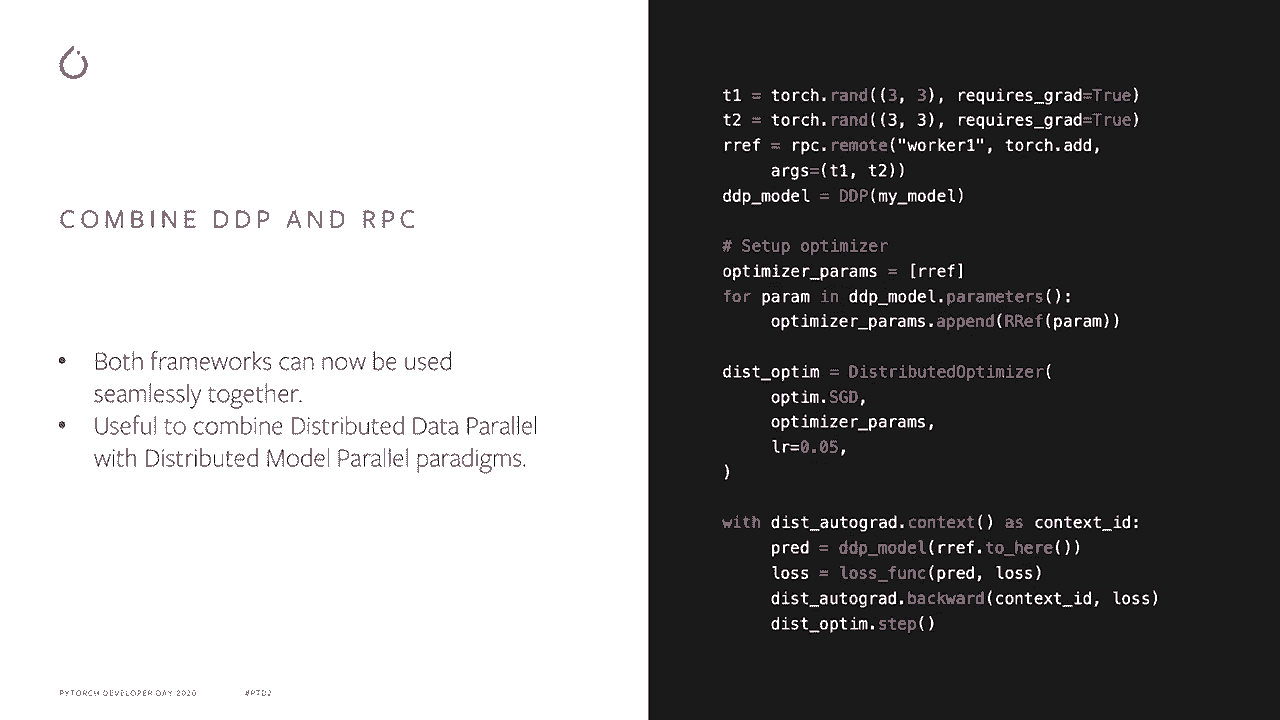 COMBINE DDP AND RPC
• Both frameworks can now be used
seamlessly together.
• Useful to combine Distributed Data Parallel
with Distributed Model Parallel paradigms.
PYTORCH DEVELOPER DAY 2020
#PTD2
t1 = torch.rand((3, 3), requires_grad=True)
t2 = torch.rand((3, 3), requires_grad=True)
rref = rpc.remote("worker1", torch.add,
args=(t1, t2))
ddp_model = DDP(my_model)
# Setup optimizer
optimizer_params = [rref]
for param in ddp_model.parameters():
optimizer_params.append(RRef(param))
dist_optim = DistributedOptimizer(
optim.SGD,
optimizer_params,
lr=0.05,
)
with dist_autograd.context() as context_id:
pred = ddp_model(rref.to_here())
loss = loss_func(pred, loss)
dist_autograd.backward(context_id, loss)
dist_optim.step()